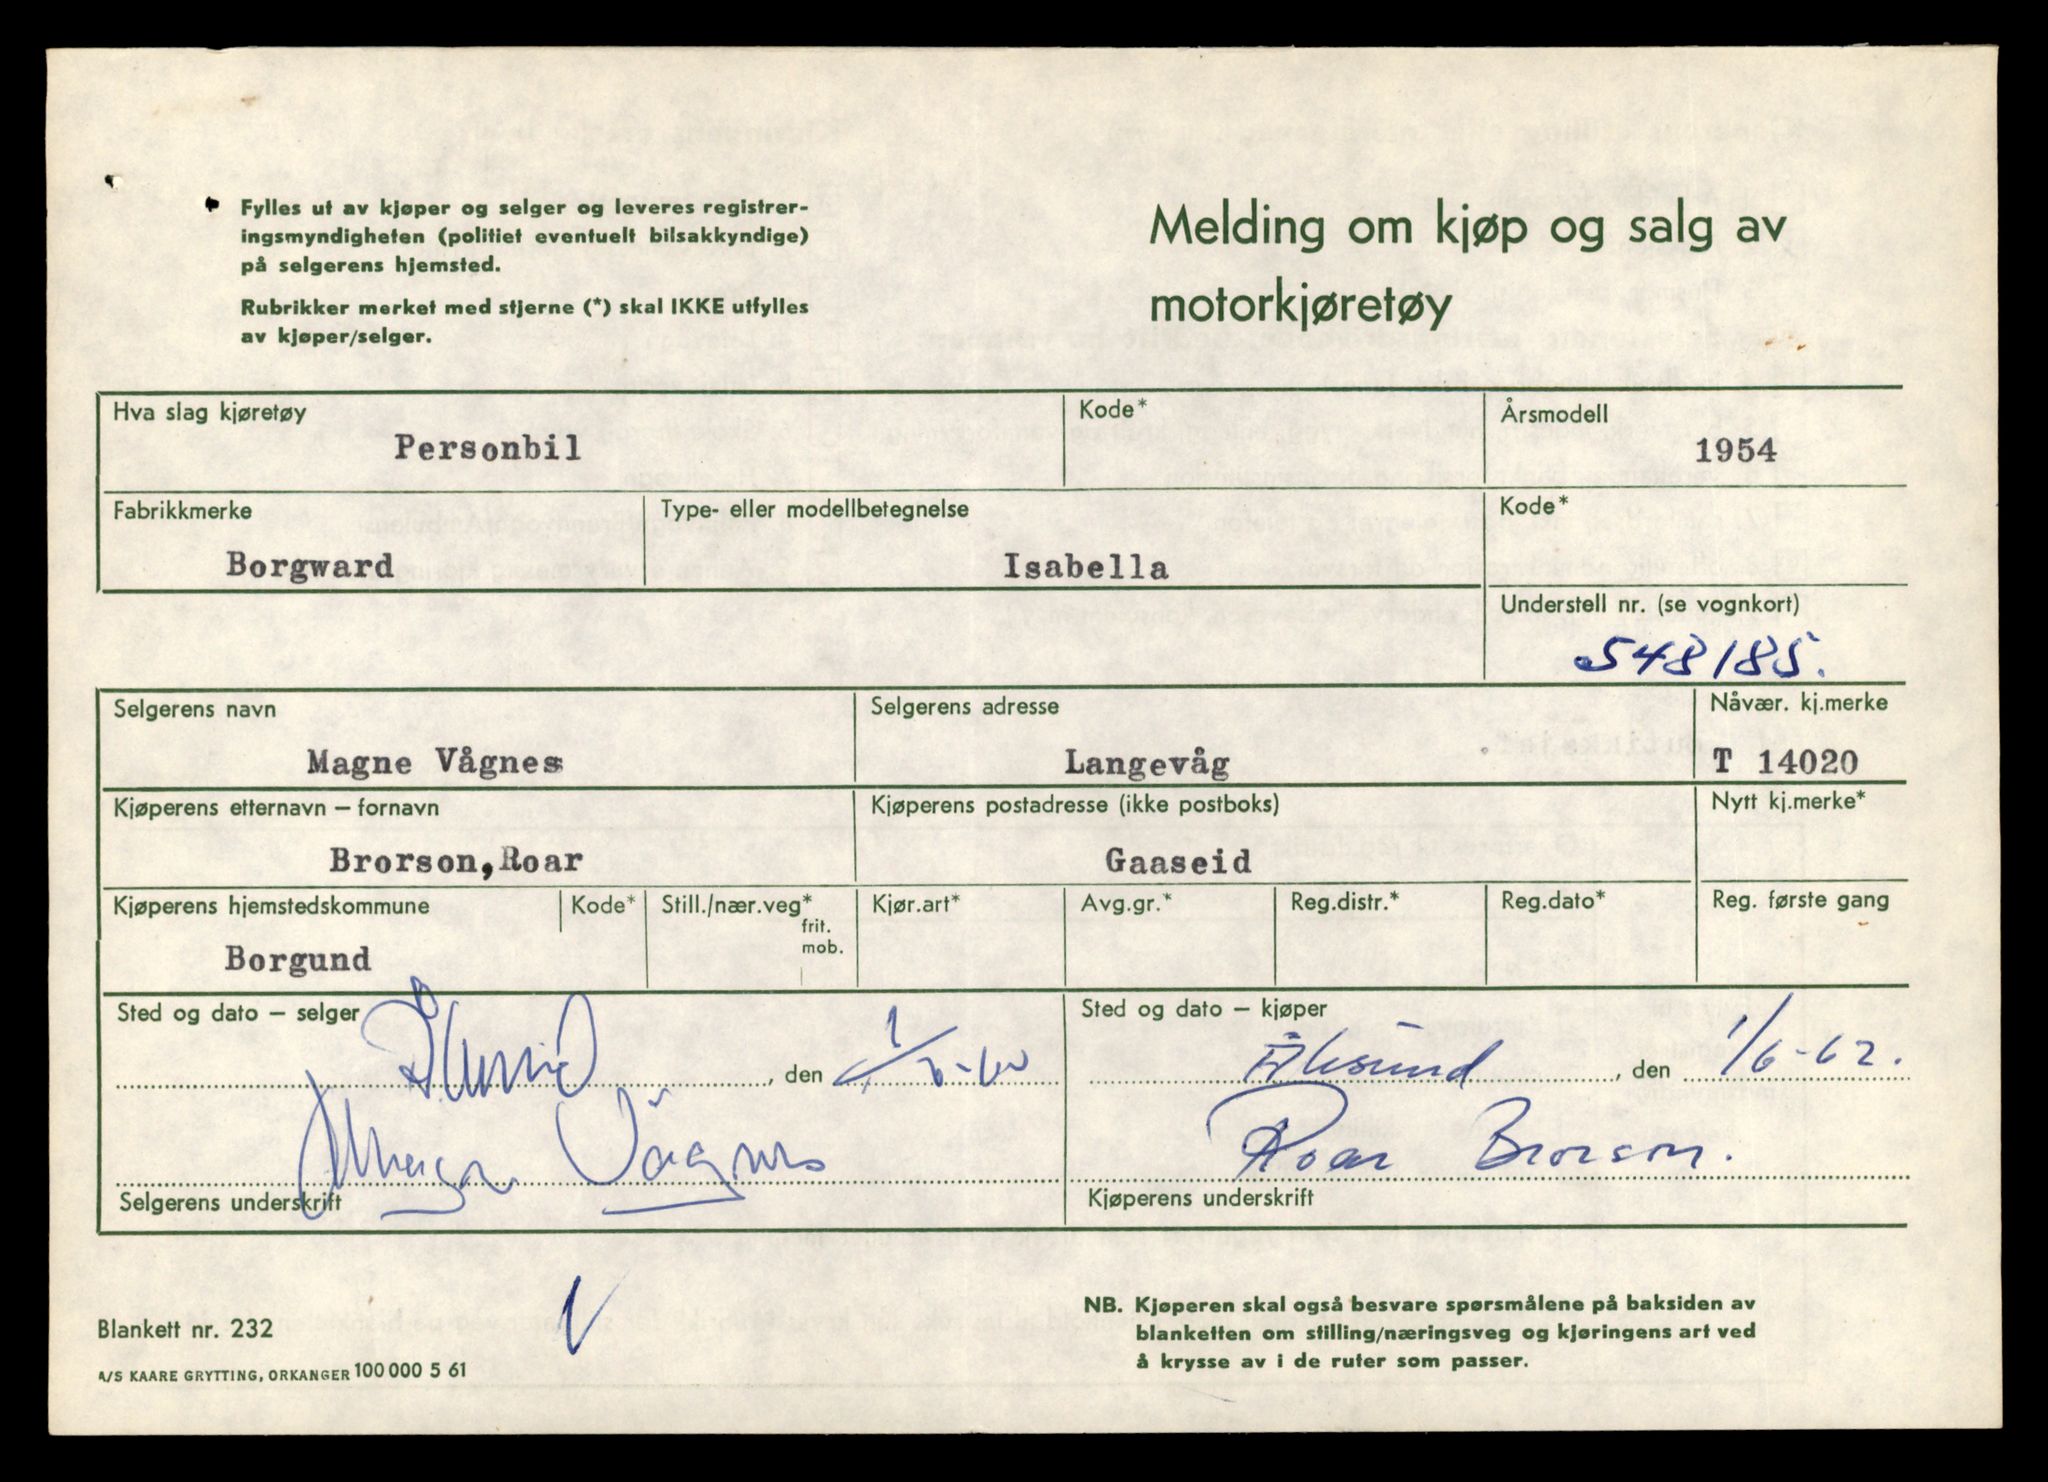 Fylles ut av kjøper og selger og leveres registrer-
ingsmyndigheten (politiet eventuelt bilsakkyndige)
på selgerens hjemsted.
Rubrikker merket med stjerne (*) skal IKKE utfylles
av kjøper/selger.
Melding om kjøp og salg av
motorkjøretøy
Hva slag kjøretøy
Personbil
Kode*
Årsmodell
1954
Fabrikkmerke
Borgward
Type- eller modellbetegnelse
Isabella
Kode*
Understell nr. (se vognkort)
548185.
Selgerens navn
Magne Vågnes
Selgerens adresse
Langevåg
Nåvær. kj.merke
T 14020
Kjøperens etternavn – fornavn
Brorson,Roar
Kjøperens postadresse (ikke postboks)
Gaaseid
Nytt kj.merke*
Kjøperens hjemstedskommune
Borgund
Kode*
Still./nær.veg*
frit.
mob.
Kjør.art*
Avg.gr.*
Reg.distr.*
Reg.dato*
Reg. første gang
Sted og dato – selger
, den
Magne Vågnes
Selgerens underskrift
Sted og dato – kjøper
Ålesund, den 1/6-62.
Roar Brorson.
Kjøperens underskrift
Blankett nr. 232
A/S KAARE GRYTTING, ORKANGER 100 000 5 61
NB. Kjøperen skal også besvare spørsmålene på baksiden av
blanketten om stilling/næringsveg og kjøringens art ved
å krysse av i de ruter som passer.